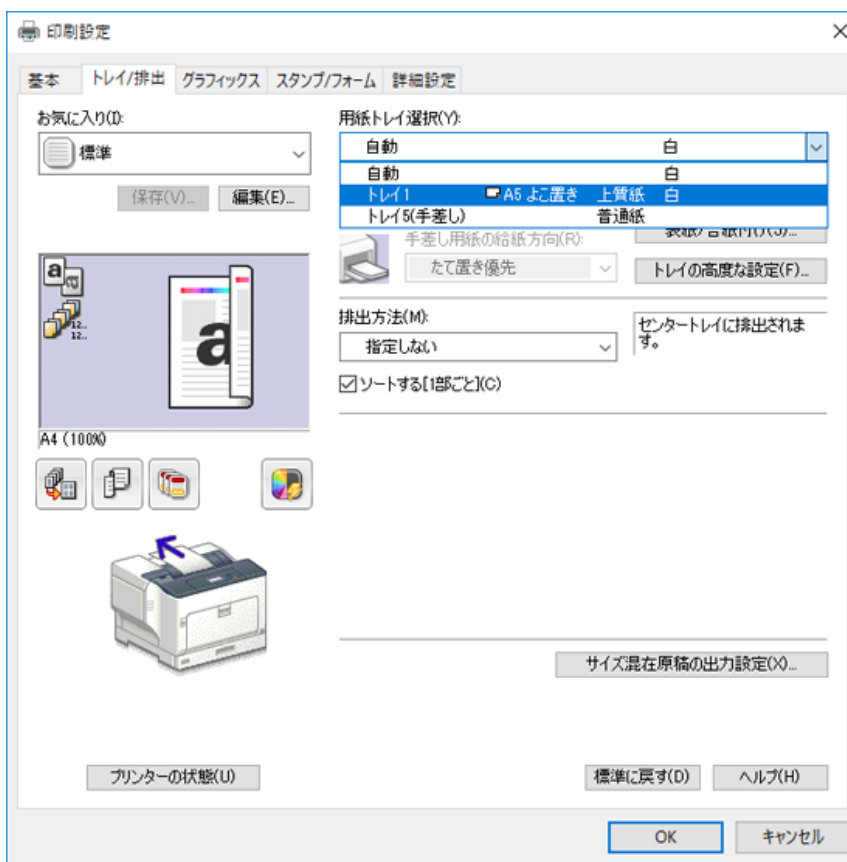 印刷設定
基本 トレイ/排出 グラフィックス スタンプ/フォーム 詳細設定
お気に入り(I):
標準
保存(V)... 編集(E)...
用紙トレイ選択(Y):
自動 白
自動 白
トレイ1 A5 よこ置き 上質紙 白
トレイ5(手差し) 普通紙
手差し用紙の給紙方向(R):
たて置き優先
トレイの高度な設定(F)...
排出方法(M):
指定しない
センタートレイに排出されま
す。
ソートする[1部ごと](C)
a a
12..
12..
a
A4 (100%)
サイズ混在原稿の出力設定(X)...
プリンターの状態(U)
標準に戻す(D) ヘルプ(H)
OK キャンセル